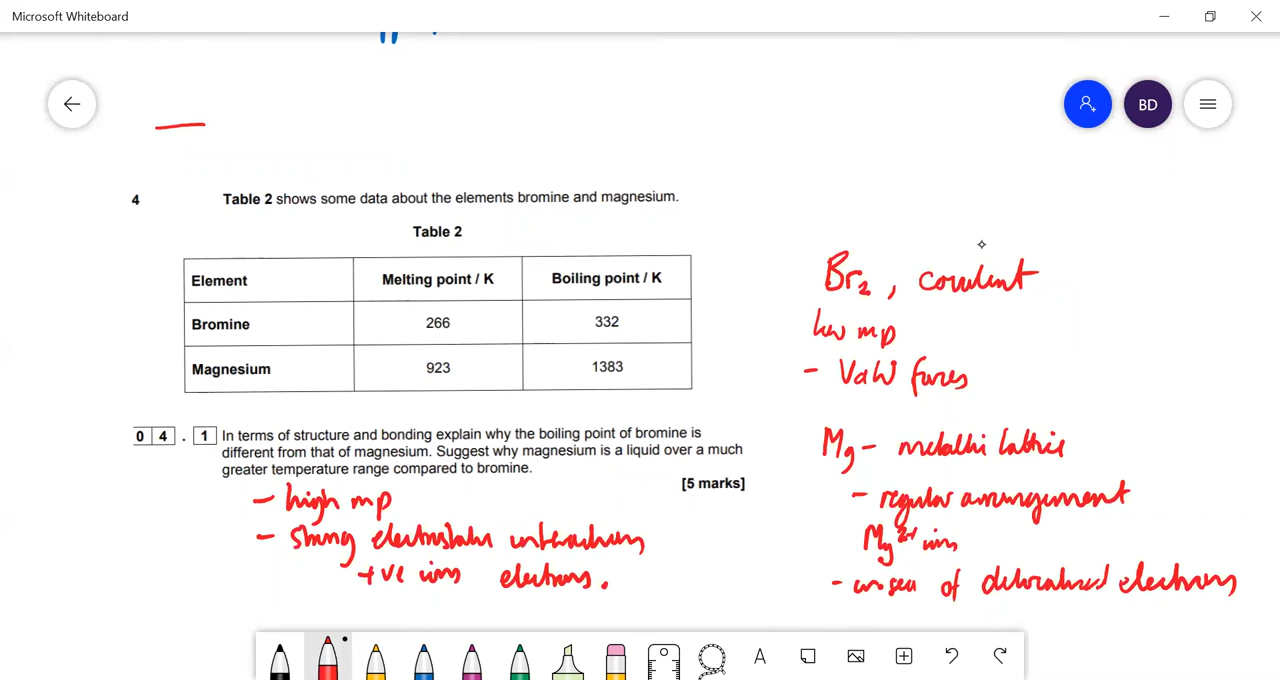 Microsoft Whiteboard
BD
4 Table 2 shows some data about the elements bromine and magnesium.
Table 2
Element Melting point / K Boiling point / K
Bromine 266 332
Magnesium 923 1383
04.1 In terms of structure and bonding explain why the boiling point of bromine is
different from that of magnesium. Suggest why magnesium is a liquid over a much
greater temperature range compared to bromine.
[5 marks]
- high mp
- strong electrostatic interactions
+ve ions electrons.
Br2, covalent
low mp
- VdW forces
Mg - metallic lattice
- regular arrangement
Mg2+ ions
- in sea of delocalised electrons
A